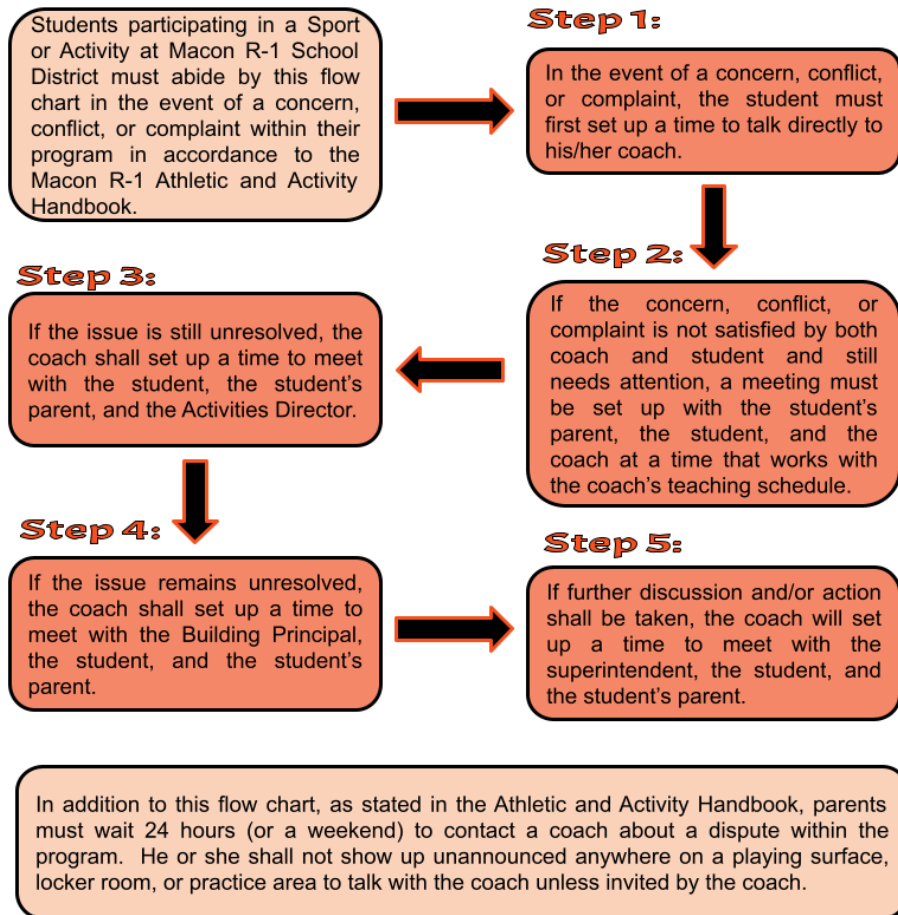 Students participating in a Sport
or Activity at Macon R-1 School
District must abide by this flow
chart in the event of a concern,
conflict, or complaint within their
program in accordance to the
Macon R-1 Athletic and Activity
Handbook.
Step 1:
In the event of a concern, conflict,
or complaint, the student must
first set up a time to talk directly to
his/her coach.
Step 2:
If the concern, conflict, or
complaint is not satisfied by both
coach and student and still
needs attention, a meeting must
be set up with the student's
parent, the student, and the
coach at a time that works with
the coach's teaching schedule.
Step 3:
If the issue is still unresolved, the
coach shall set up a time to meet
with the student, the student's
parent, and the Activities Director.
Step 4:
If the issue remains unresolved,
the coach shall set up a time to
meet with the Building Principal,
the student, and the student's
parent.
Step 5:
If further discussion and/or action
shall be taken, the coach will set
up a time to meet with the
superintendent, the student, and
the student's parent.
In addition to this flow chart, as stated in the Athletic and Activity Handbook, parents
must wait 24 hours (or a weekend) to contact a coach about a dispute within the
program. He or she shall not show up unannounced anywhere on a playing surface,
locker room, or practice area to talk with the coach unless invited by the coach.